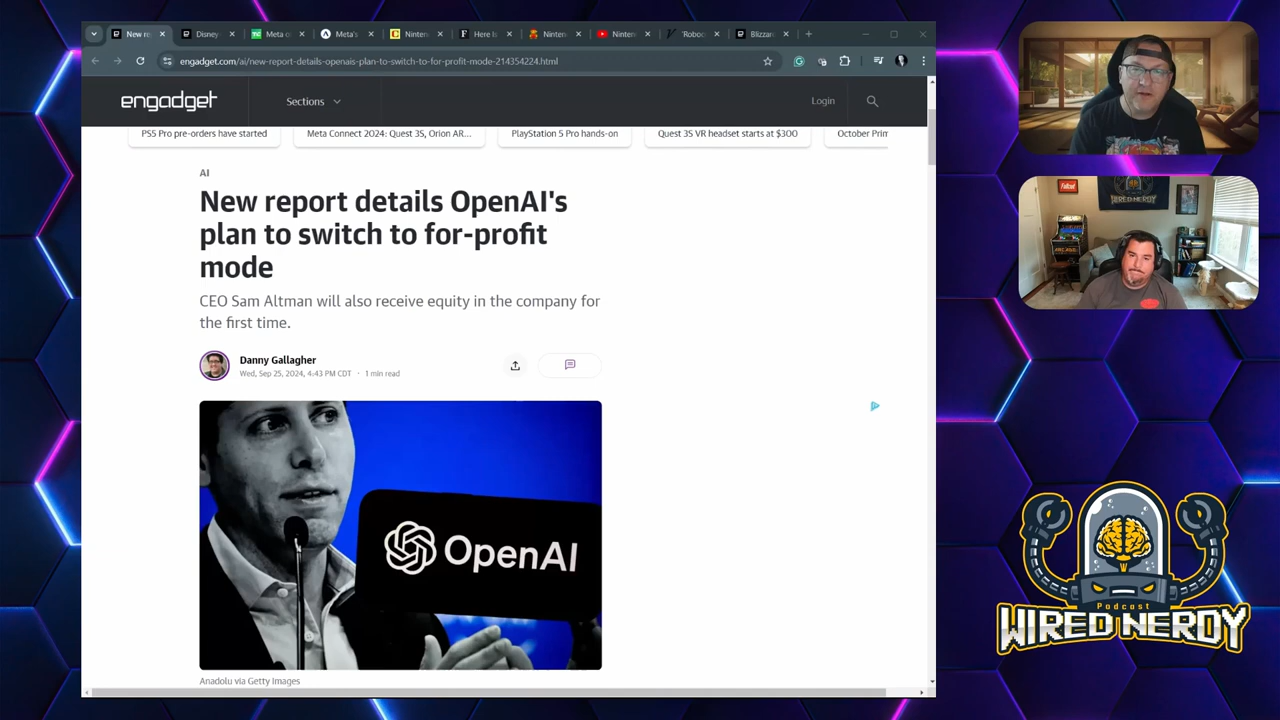 New re
Disney
Meta o
Meta's
Ninten
Here Is
Ninten
Ninten
'Roboc
Blizzar
engadget.com/ai/new-report-details-openais-plan-to-switch-to-for-profit-mode-214354224.html
engadget
Sections
Login
PS5 Pro pre-orders have started
Meta Connect 2024: Quest 3S, Orion AR...
PlayStation 5 Pro hands-on
Quest 3S VR headset starts at $300
October Prim
AI
New report details OpenAI's
plan to switch to for-profit
mode
CEO Sam Altman will also receive equity in the company for
the first time.
Danny Gallagher
Wed, Sep 25, 2024, 4:43 PM CDT · 1 min read
OpenAI
Anadolu via Getty Images
Fallout
WIRED NERDY
Podcast
WIRED NERDY